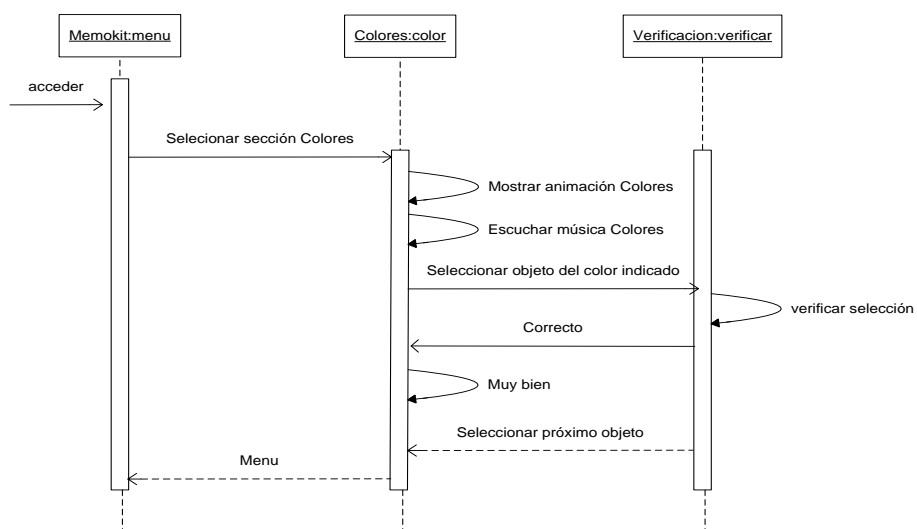 Memokit:menu
Colores:color
Verificacion:verificar
acceder
Selecionar sección Colores
Mostrar animación Colores
Escuchar música Colores
Seleccionar objeto del color indicado
verificar selección
Correcto
Muy bien
Seleccionar próximo objeto
Menu